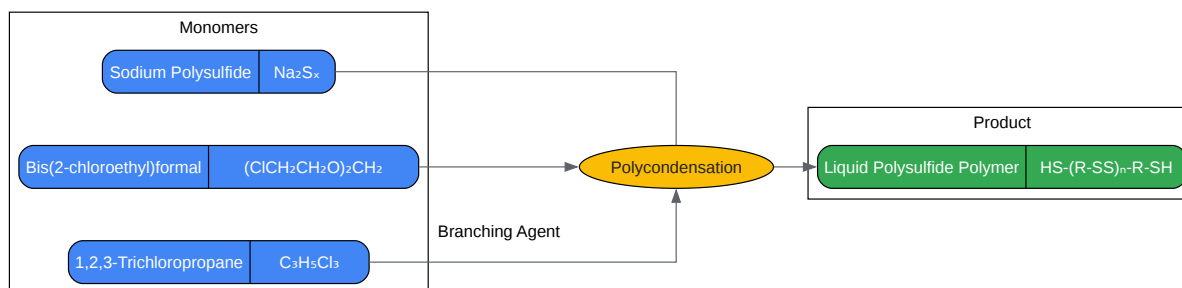 Monomers
Sodium Polysulfide Na₂Sₓ
Bis(2-chloroethyl)formal (ClCH₂CH₂O)₂CH₂
1,2,3-Trichloropropane C₃H₅Cl₃
Branching Agent
Polycondensation
Product
Liquid Polysulfide Polymer HS-(R-SS)ₙ-R-SH